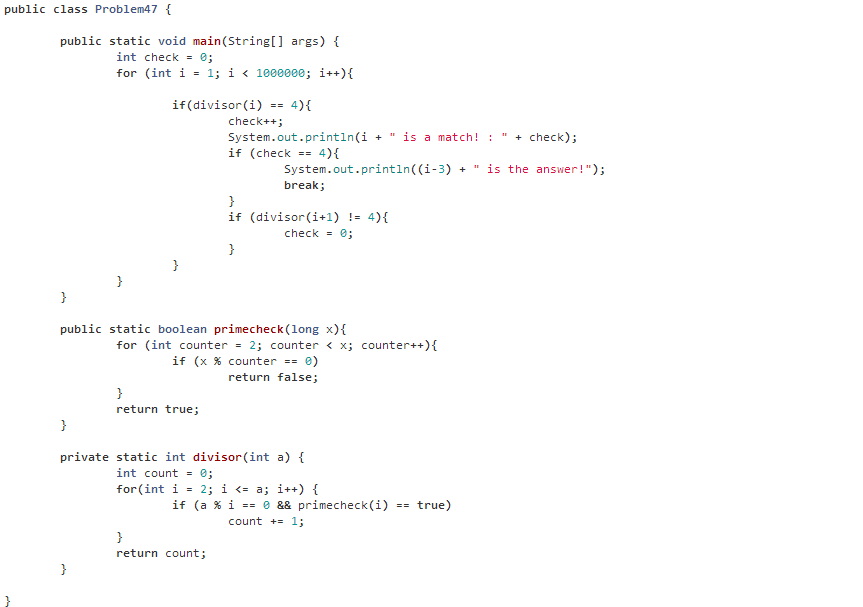 public class Problem47 {
public static void main(String[] args) {
int check = 0;
for (int i = 1; i < 1000000; i++){
if(divisor(i) == 4){
check++;
System.out.println(i + " is a match! : " + check);
if (check == 4){
System.out.println((i-3) + " is the answer!");
break;
}
if (divisor(i+1) != 4){
check = 0;
}
}
}
}
public static boolean primecheck(long x){
for (int counter = 2; counter < x; counter++){
if (x % counter == 0)
return false;
}
return true;
}
private static int divisor(int a) {
int count = 0;
for(int i = 2; i <= a; i++) {
if (a % i == 0 && primecheck(i) == true)
count += 1;
}
return count;
}
}